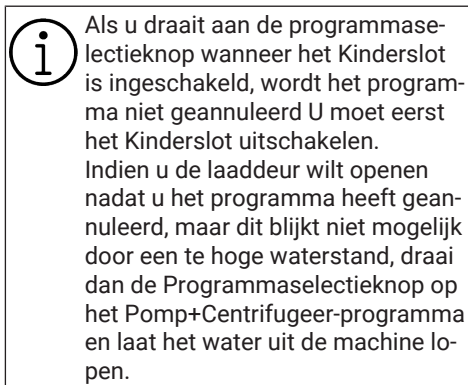 Als u draait aan de programmase-
lectieknop wanneer het Kinderslot
is ingeschakeld, wordt het program-
ma niet geannuleerd U moet eerst
het Kinderslot uitschakelen.
Indien u de laaddeur wilt openen
nadat u het programma heeft gean-
nuleerd, maar dit blijkt niet mogelijk
door een te hoge waterstand, draai
dan de Programmaselectieknop op
het Pomp+Centrifugeer-programma
en laat het water uit de machine lo-
pen.